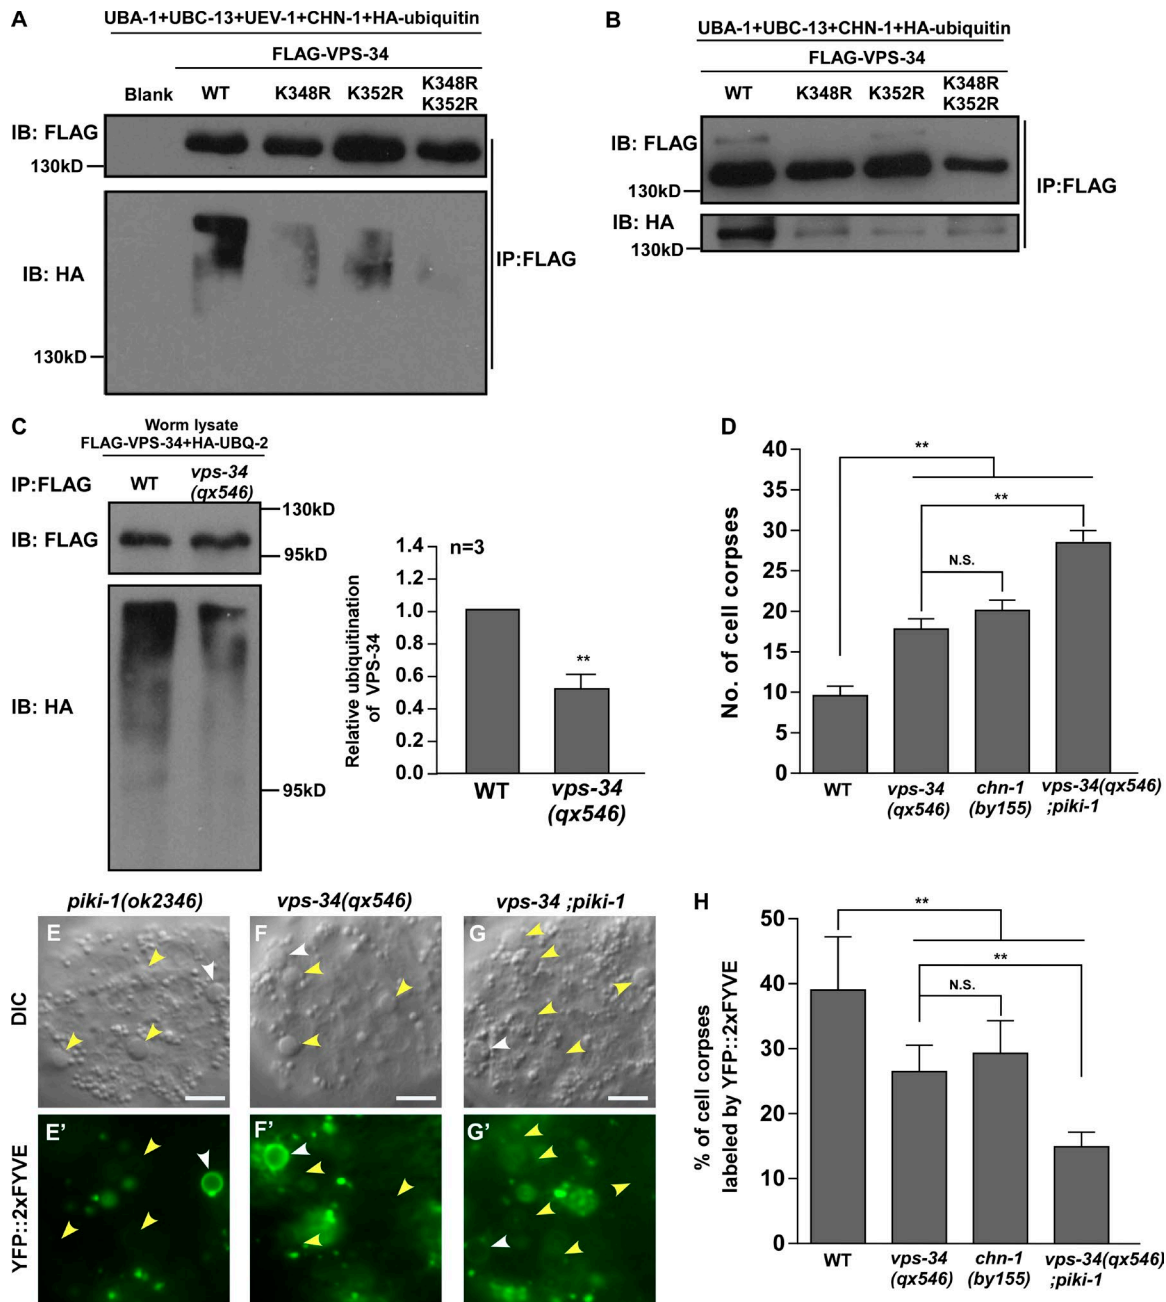 A
UBA-1+UBC-13+UEV-1+CHN-1+HA-ubiquitin
FLAG-VPS-34
Blank WT K348R K352R K348R
K352R
IB: FLAG
130kD
IB: HA
130kD
IP:FLAG
B
UBA-1+UBC-13+CHN-1+HA-ubiquitin
FLAG-VPS-34
WT K348R K352R K348R
K352R
IB: FLAG
130kD
IB: HA
130kD
IP:FLAG
C
Worm lysate
FLAG-VPS-34+HA-UBQ-2
IP:FLAG WT vps-34
(qx546)
130kD
IB: FLAG
95kD
IB: HA
95kD
Relative ubiquitination
of VPS-34
1.4
1.2
1.0
0.8
0.6
0.4
0.2
0.0
n=3
**
WT vps-34
(qx546)
D
No. of cell corpses
40
35
30
25
20
15
10
5
0
**
**
N.S.
WT vps-34
(qx546) chn-1
(by155) vps-34(qx546)
;piki-1
piki-1(ok2346) vps-34(qx546) vps-34 ;piki-1
DIC
E F G
YFP::2xFYVE
E' F' G'
H
% of cell corpses
labeled by YFP::2xFYVE
50
40
30
20
10
0
**
**
N.S.
WT vps-34
(qx546) chn-1
(by155) vps-34(qx546)
;piki-1